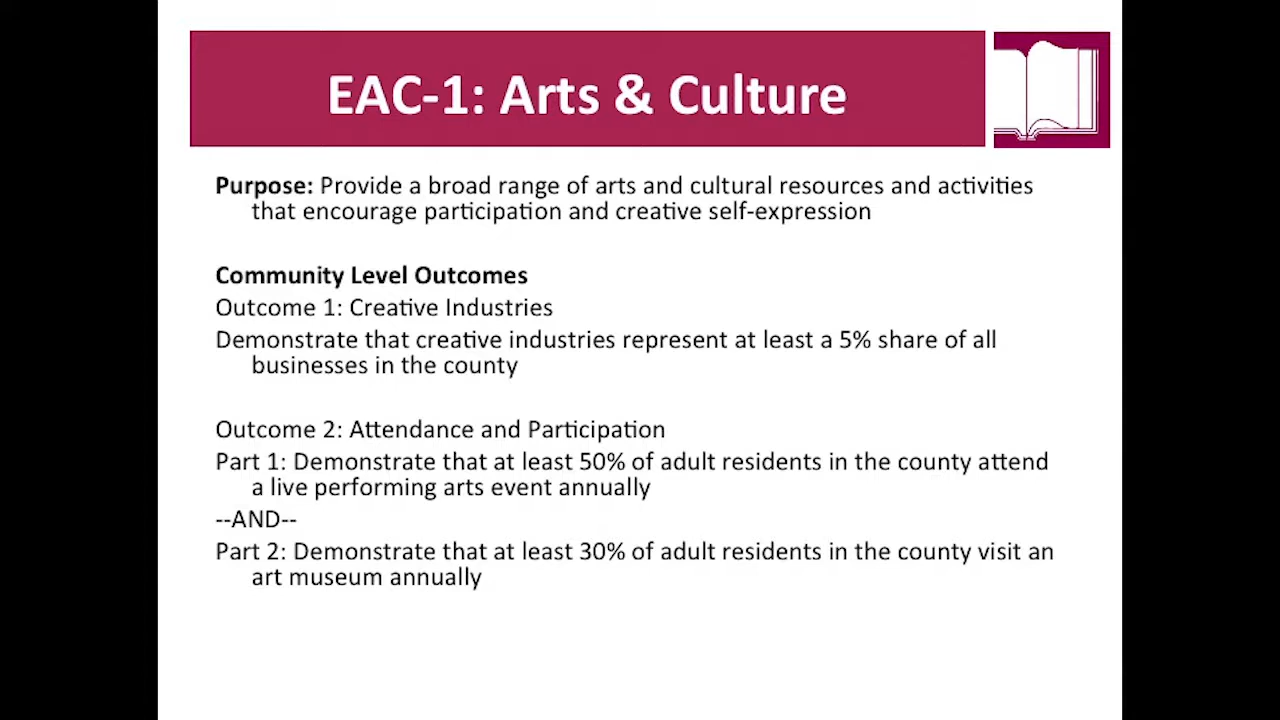 EAC-1: Arts & Culture
Purpose: Provide a broad range of arts and cultural resources and activities
that encourage participation and creative self-expression
Community Level Outcomes
Outcome 1: Creative Industries
Demonstrate that creative industries represent at least a 5% share of all
businesses in the county
Outcome 2: Attendance and Participation
Part 1: Demonstrate that at least 50% of adult residents in the county attend
a live performing arts event annually
--AND--
Part 2: Demonstrate that at least 30% of adult residents in the county visit an
art museum annually